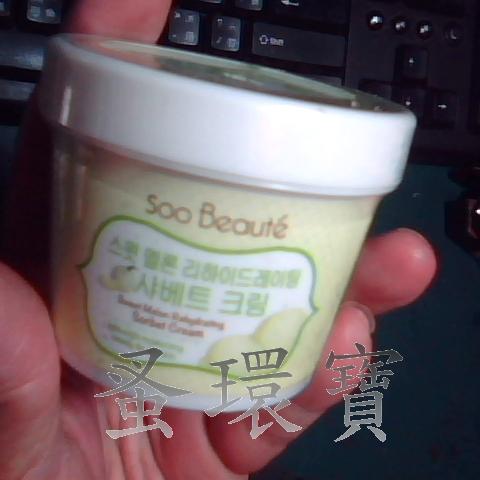 Soo Beauté
스윗 멜론 리하이드레이팅
샤베트 크림
Sweet Melon Rehydrating
Sorbet Cream
蚤環寶